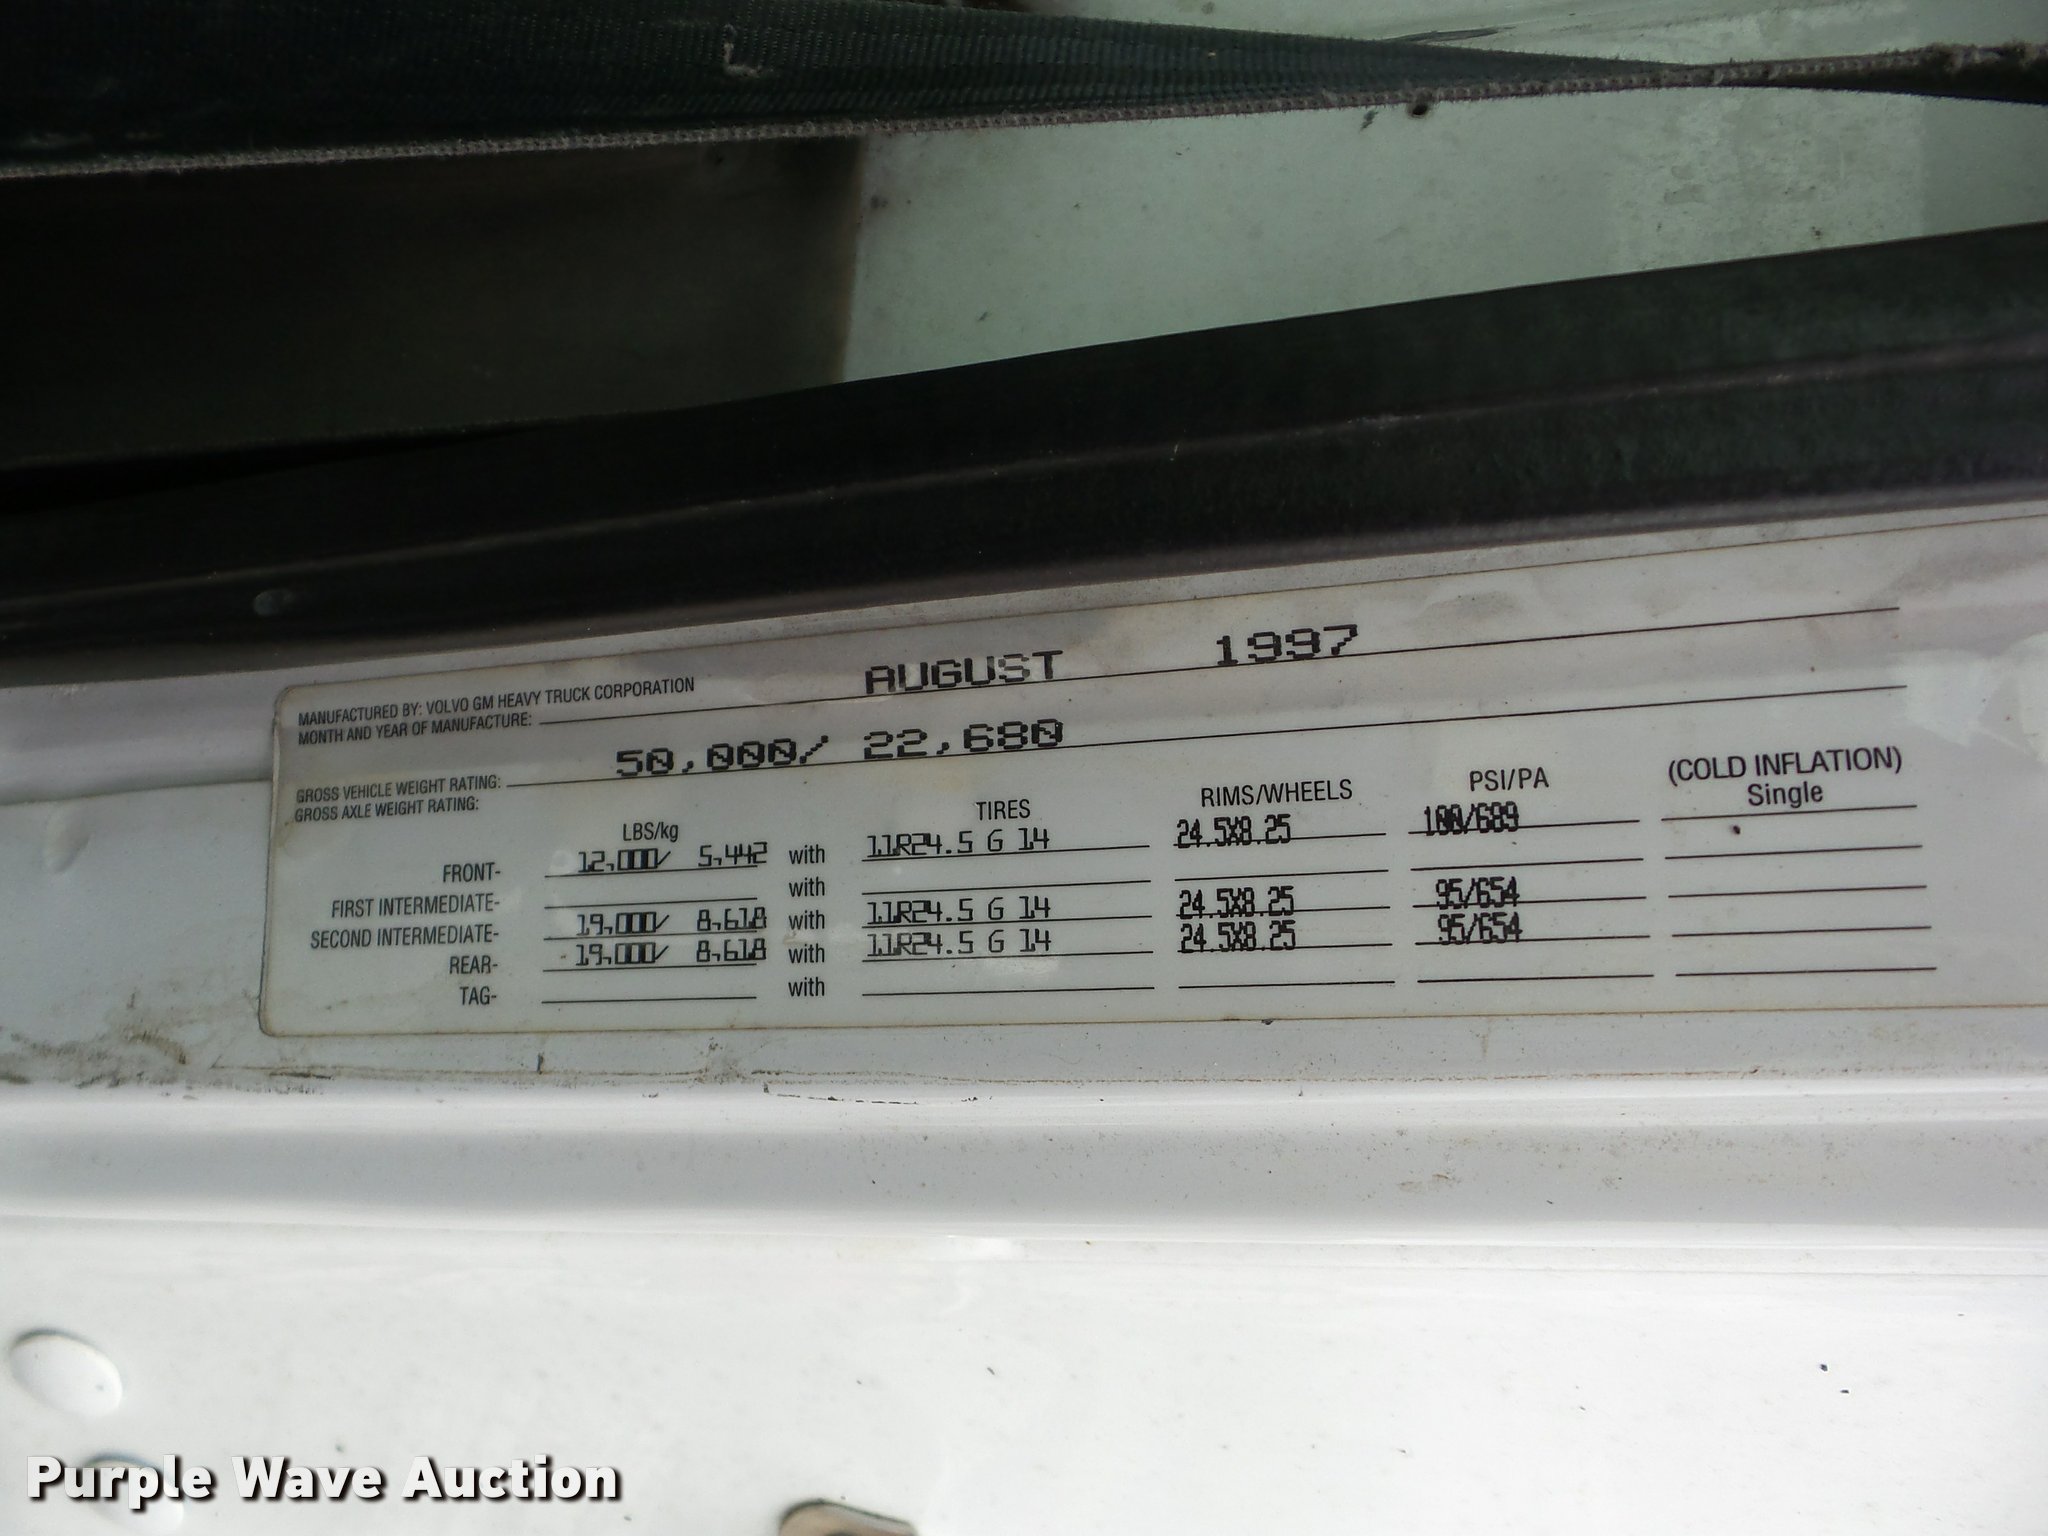 MANUFACTURED BY: VOLVO GM HEAVY TRUCK CORPORATION
MONTH AND YEAR OF MANUFACTURE: AUGUST 1997
GROSS VEHICLE WEIGHT RATING: 50,000/ 22,680
GROSS AXLE WEIGHT RATING:
LBS/kg TIRES RIMS/WHEELS PSI/PA (COLD INFLATION) Single
FRONT- 12,000/ 5,442 with 11R24.5 G 14 24.5X8.25 100/689
FIRST INTERMEDIATE- with
SECOND INTERMEDIATE- 19,000/ 8,618 with 11R24.5 G 14 24.5X8.25 95/654
REAR- 19,000/ 8,618 with 11R24.5 G 14 24.5X8.25 95/654
TAG- with
Purple Wave Auction